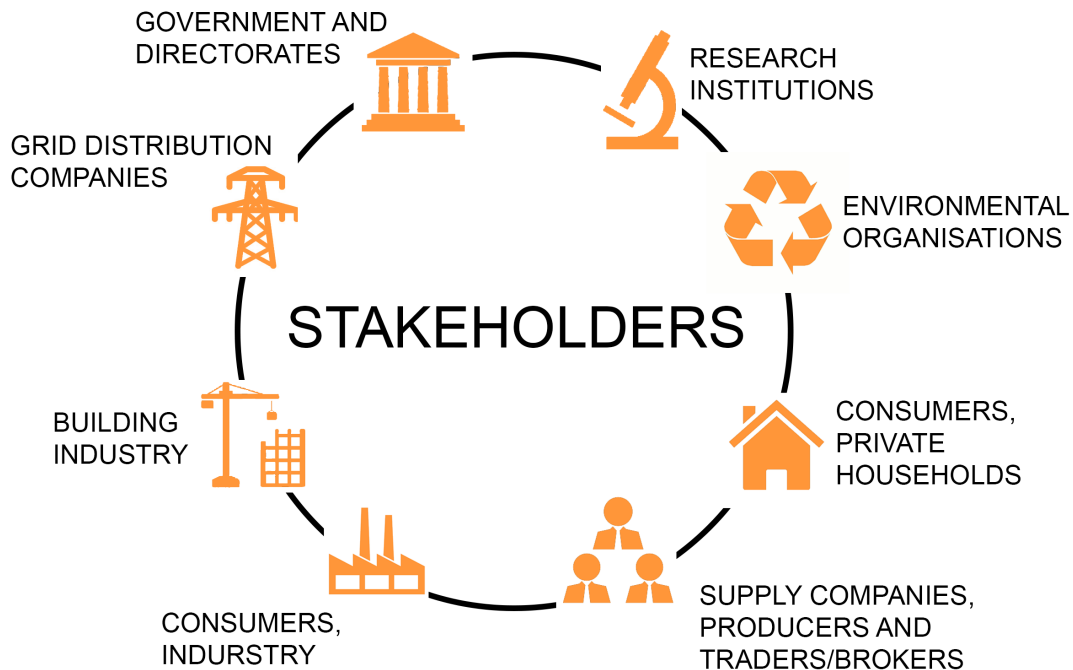 GOVERNMENT AND
DIRECTORATES
RESEARCH
INSTITUTIONS
GRID DISTRIBUTION
COMPANIES
ENVIRONMENTAL
ORGANISATIONS
STAKEHOLDERS
BUILDING
INDUSTRY
CONSUMERS,
PRIVATE
HOUSEHOLDS
CONSUMERS,
INDURSTRY
SUPPLY COMPANIES,
PRODUCERS AND
TRADERS/BROKERS